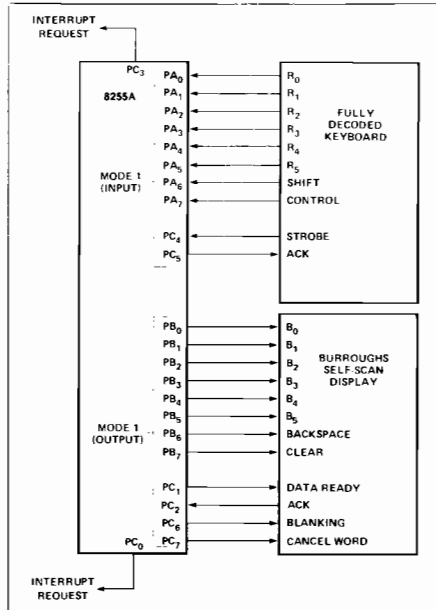 INTERRUPT
REQUEST
PC3
8255A
MODE 1
(INPUT)
PA0 R0
PA1 R1
PA2 R2
PA3 R3
PA4 R4
PA5 R5
PA6 SHIFT
PA7 CONTROL
PC4 STROBE
PC5 ACK
FULLY
DECODED
KEYBOARD
MODE 1
(OUTPUT)
PB0 B0
PB1 B1
PB2 B2
PB3 B3
PB4 B4
PB5 B5
PB6 BACKSPACE
PB7 CLEAR
PC1 DATA READY
PC2 ACK
PC6 BLANKING
PC7 CANCEL WORD
BURROUGHS
SELF-SCAN
DISPLAY
PC0
INTERRUPT
REQUEST